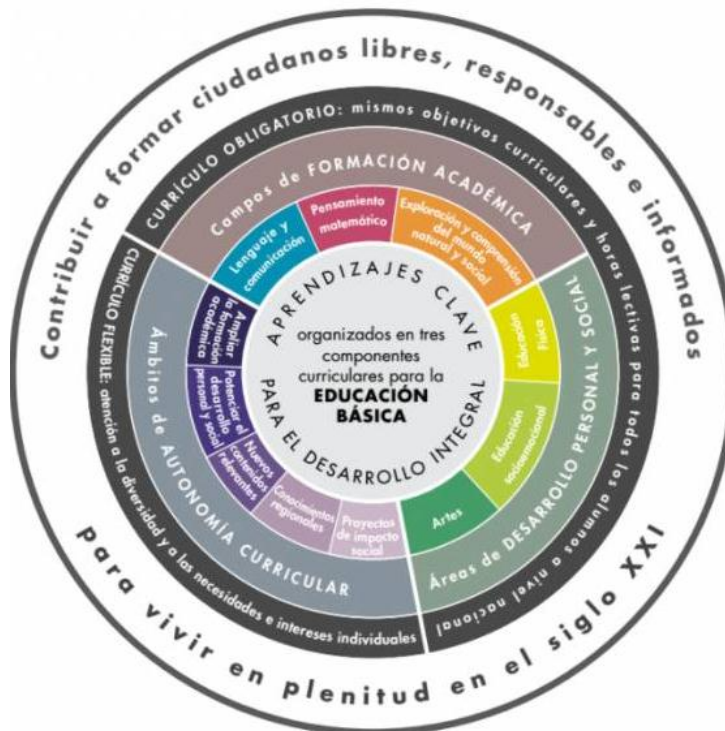 Contribuir a formar ciudadanos libres, responsables e informados
para vivir en plenitud en el siglo XXI
CURRÍCULO OBLIGATORIO: mismos objetivos curriculares y horas lectivas para todos los alumnos a nivel nacional
CURRÍCULO FLEXIBLE: atención a la diversidad y a las necesidades e intereses individuales
Campos de FORMACIÓN ACADÉMICA
Lenguaje y
comunicación
Pensamiento
matemático
Exploración y comprensión
del mundo
natural y social
Áreas de DESARROLLO PERSONAL Y SOCIAL
Educación
Física
Educación
socioemocional
Artes
Ámbitos de AUTONOMÍA CURRICULAR
Ampliar
la formación
académica
Potenciar el
desarrollo
personal y social
Nuevos
contenidos
relevantes
Conocimientos
regionales
Proyectos
de impacto
social
APRENDIZAJES CLAVE
organizados en tres
componentes
curriculares para la
EDUCACIÓN
BÁSICA
PARA EL DESARROLLO INTEGRAL